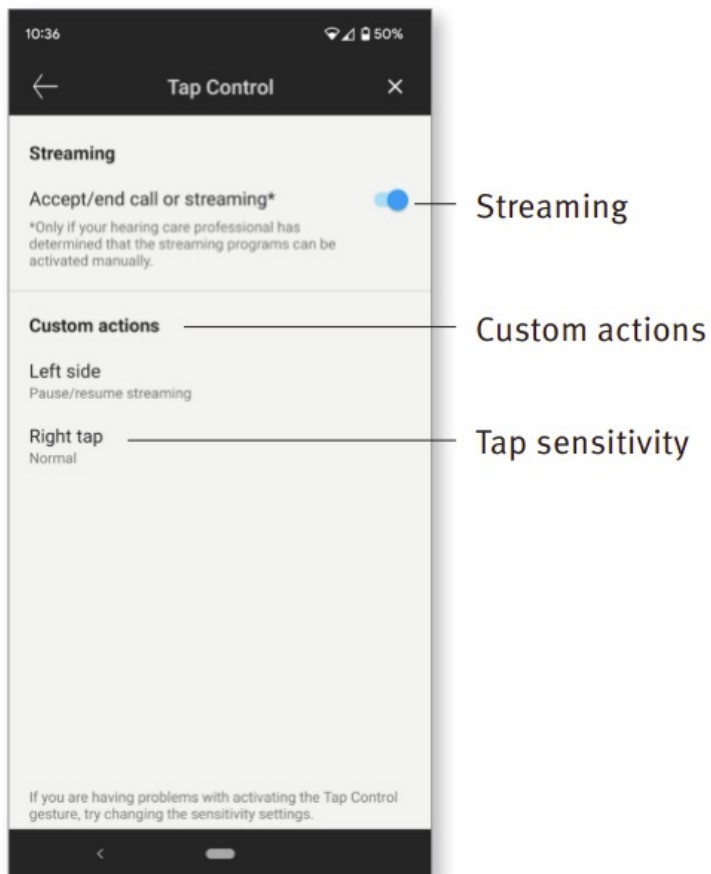 10:36
50%
Tap Control
Streaming
Accept/end call or streaming*
*Only if your hearing care professional has
determined that the streaming programs can be
activated manually.
Streaming
Custom actions
Custom actions
Left side
Pause/resume streaming
Right tap
Normal
Tap sensitivity
If you are having problems with activating the Tap Control
gesture, try changing the sensitivity settings.